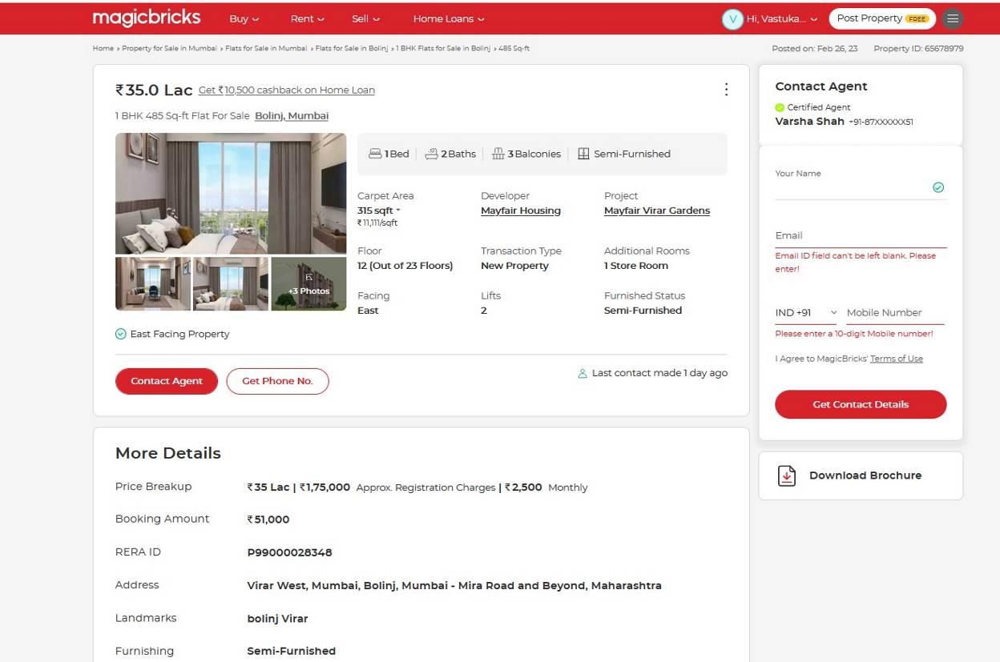 magicbricks Buy Rent Sell Home Loans V Hi, Vastuka... Post Property FREE
Home > Property for Sale in Mumbai > Flats for Sale in Mumbai > Flats for Sale in Bolinj > 1 BHK Flats for Sale in Bolinj > 485 Sq-ft
Posted on: Feb 26, 23 Property ID: 65678979
₹35.0 Lac Get ₹10,500 cashback on Home Loan
1 BHK 485 Sq-ft Flat For Sale Bolinj, Mumbai
+3 Photos
1 Bed 2 Baths 3 Balconies Semi-Furnished
Carpet Area
315 sqft
₹11,111/sqft
Developer
Mayfair Housing
Project
Mayfair Virar Gardens
Floor
12 (Out of 23 Floors)
Transaction Type
New Property
Additional Rooms
1 Store Room
Facing
East
Lifts
2
Furnished Status
Semi-Furnished
East Facing Property
Contact Agent Get Phone No.
Last contact made 1 day ago
More Details
Price Breakup ₹35 Lac | ₹1,75,000 Approx. Registration Charges | ₹2,500 Monthly
Booking Amount ₹51,000
RERA ID P99000028348
Address Virar West, Mumbai, Bolinj, Mumbai - Mira Road and Beyond, Maharashtra
Landmarks bolinj Virar
Furnishing Semi-Furnished
Contact Agent
Certified Agent
Varsha Shah +91-87XXXXXX51
Your Name
Email
Email ID field can't be left blank. Please
enter!
IND +91 Mobile Number
Please enter a 10-digit Mobile number!
I Agree to MagicBricks' Terms of Use
Get Contact Details
Download Brochure